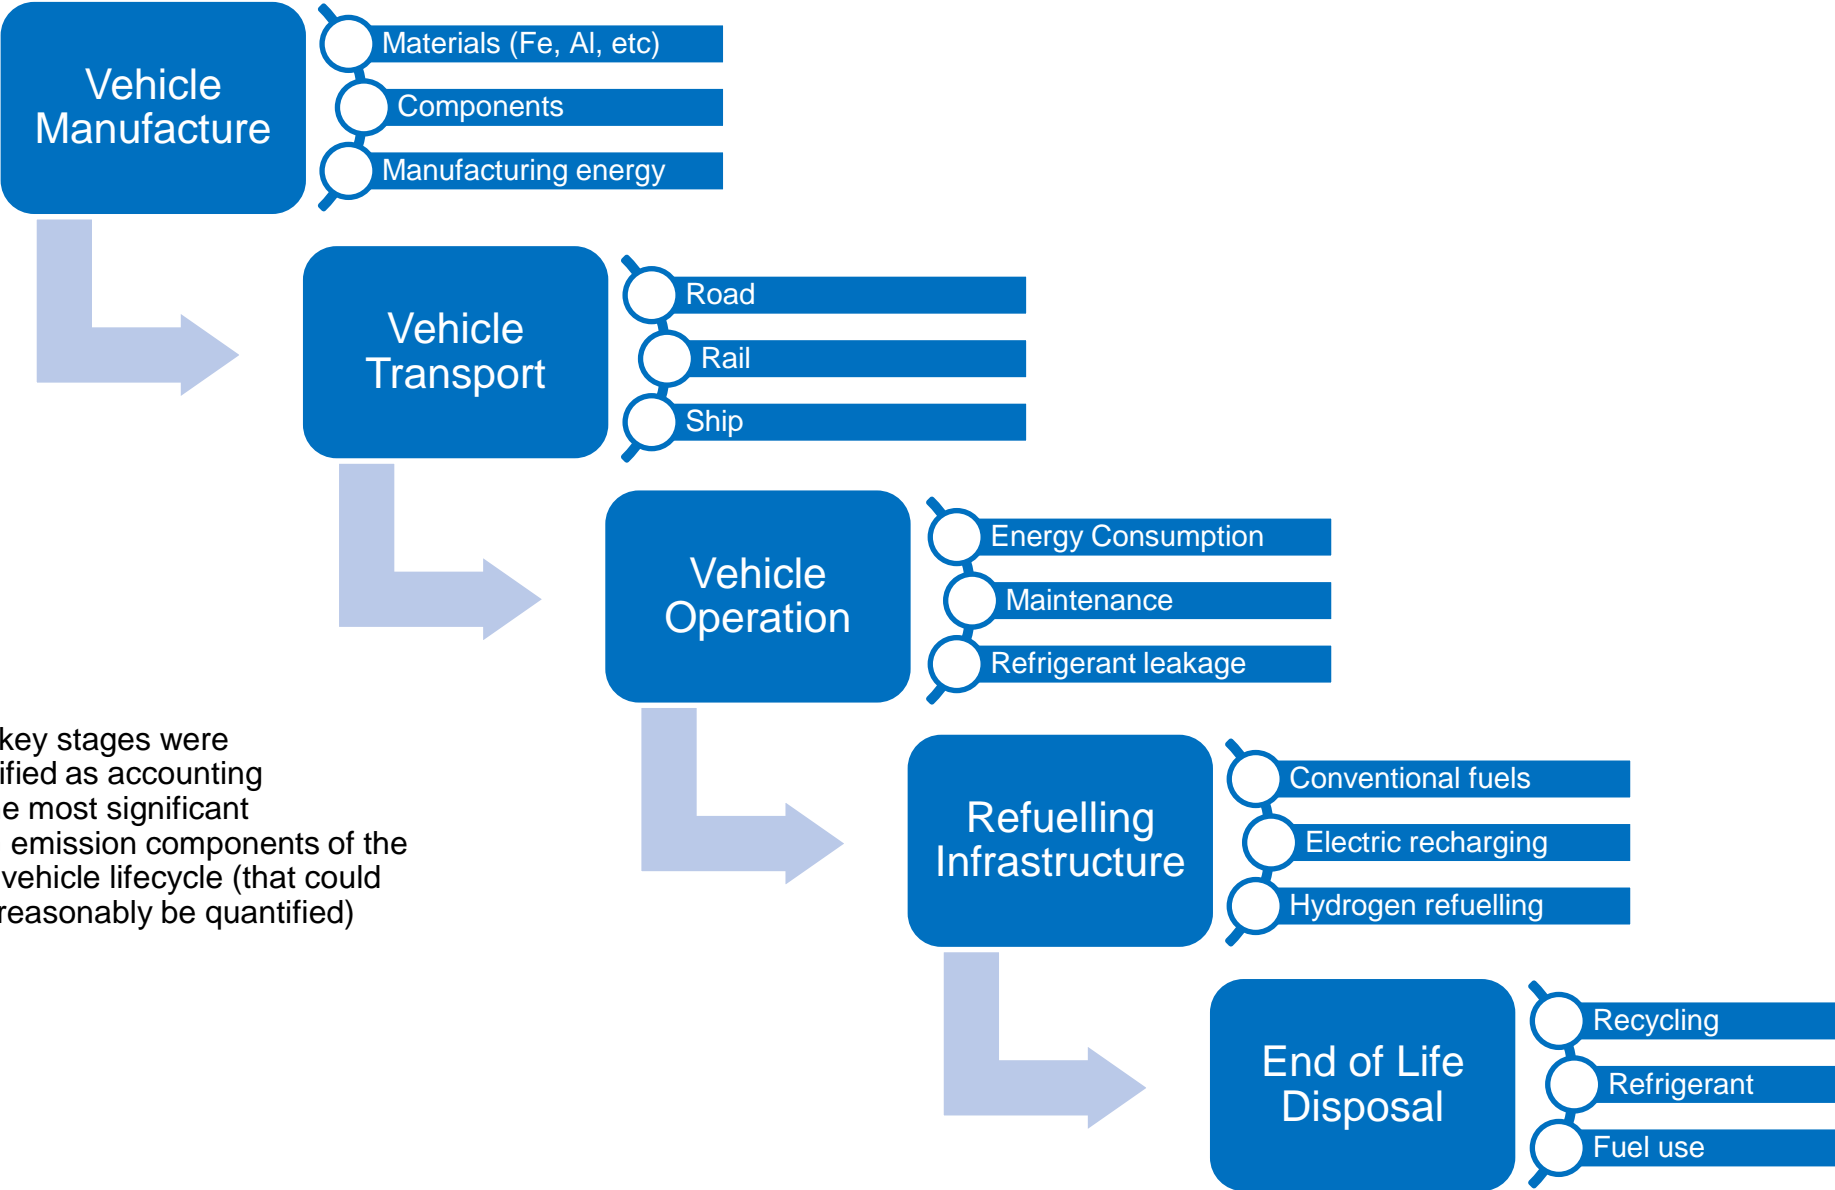 Vehicle
Manufacture
Materials (Fe, Al, etc)
Components
Manufacturing energy
Vehicle
Transport
Road
Rail
Ship
Vehicle
Operation
Energy Consumption
Maintenance
Refrigerant leakage
key stages were
as accounting
most significant
emission components of the
vehicle lifecycle (that could
reasonably be quantified)
Refuelling
Infrastructure
Conventional fuels
Electric recharging
Hydrogen refuelling
End of Life
Disposal
Recycling
Refrigerant
Fuel use